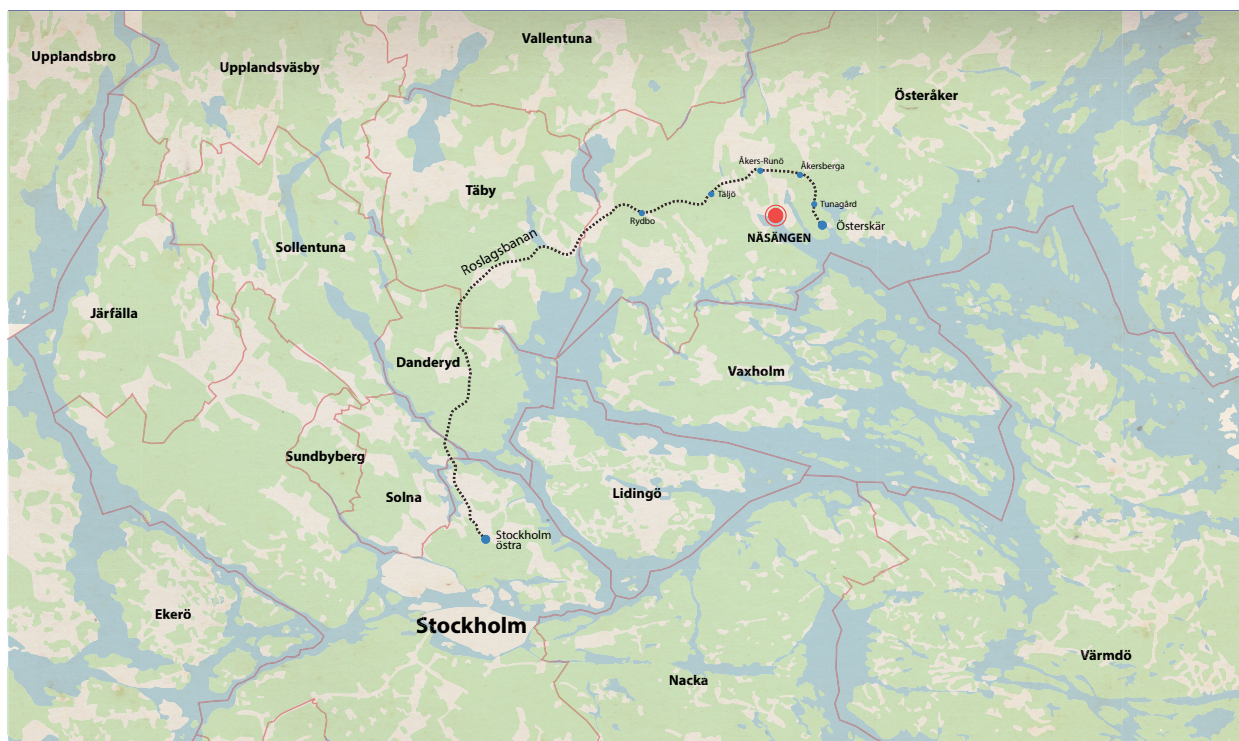 Vallentuna
Upplandsbro
Upplandsväsby
Österåker
Åkers-Runö
Åkersberga
Täby
Täljö
Tunagård
Rydbo
Österskär
NÄSÄNGEN
Roslagsbanan
Sollentuna
Järfälla
Danderyd
Vaxholm
Sundbyberg
Solna
Lidingö
Stockholm
östra
Ekerö
Stockholm
Värmdö
Nacka